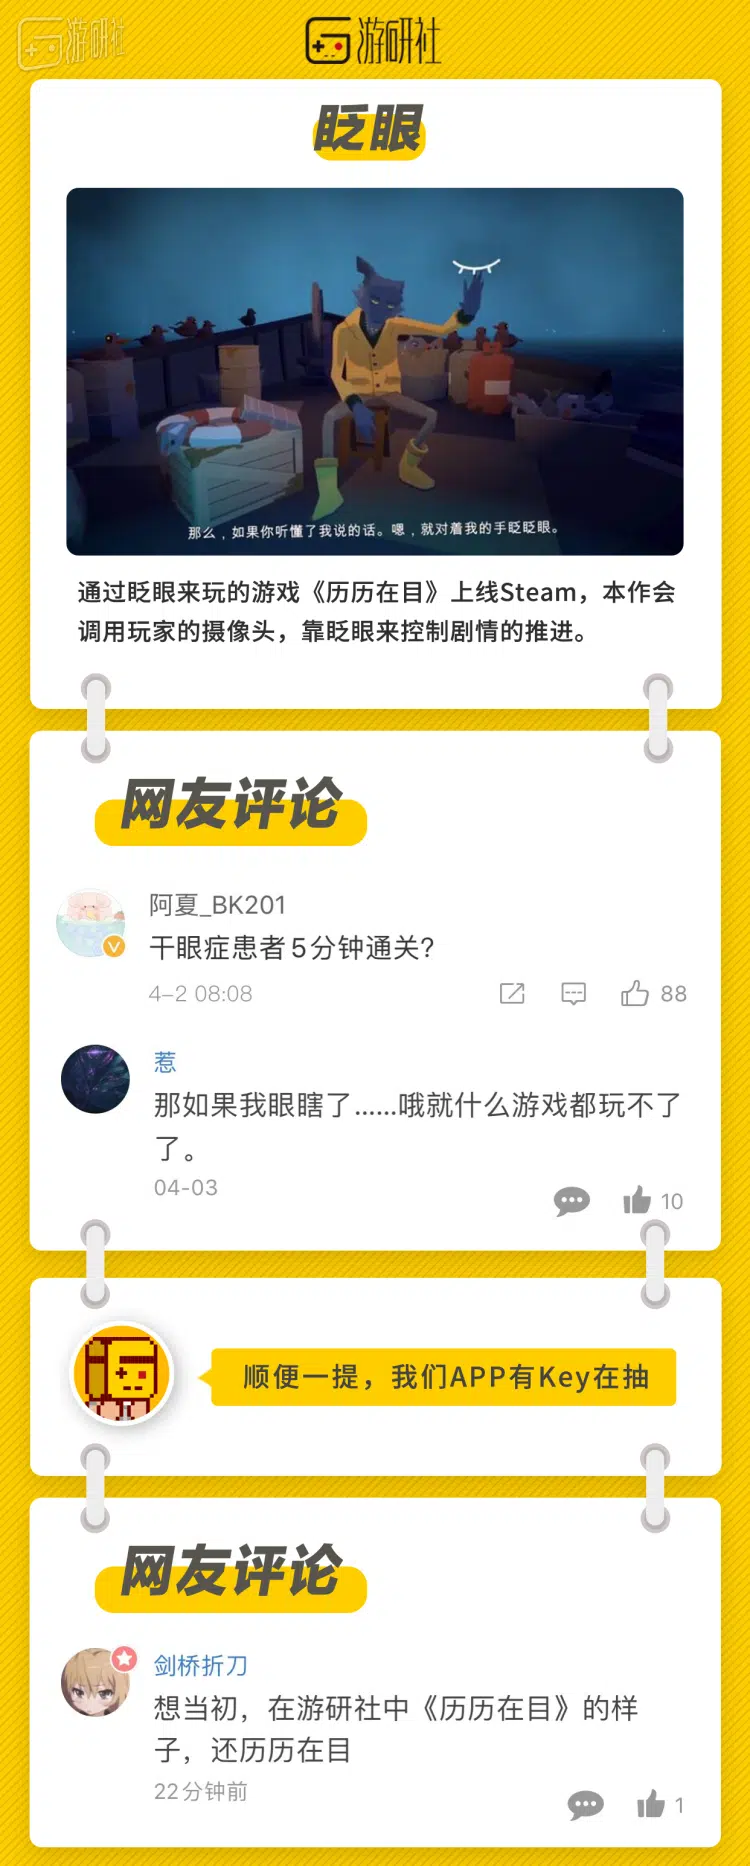 游研社
游研社
眨眼
那么，如果你听懂了我说的话。嗯，就对着我的手眨眨眼。
通过眨眼来玩的游戏《历历在目》上线Steam，本作会
调用玩家的摄像头，靠眨眼来控制剧情的推进。
网友评论
阿夏_BK201
干眼症患者5分钟通关？
4-2 08:08
88
惹
那如果我眼瞎了……哦就什么游戏都玩不了
了。
04-03
10
顺便一提，我们APP有Key在抽
网友评论
剑桥折刀
想当初，在游研社中《历历在目》的样
子，还历历在目
22分钟前
1